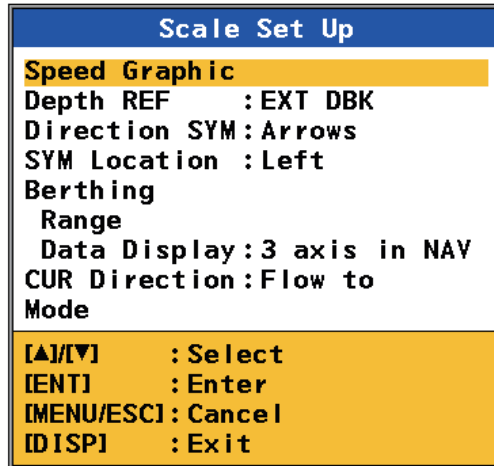 Scale Set Up
Speed Graphic
Depth REF :EXT DBK
Direction SYM:Arrows
SYM Location :Left
Berthing
Range
Data Display:3 axis in NAV
CUR Direction:Flow to
Mode
[▲]/[▼] :Select
[ENT] :Enter
[MENU/ESC]:Cancel
[DISP] :Exit